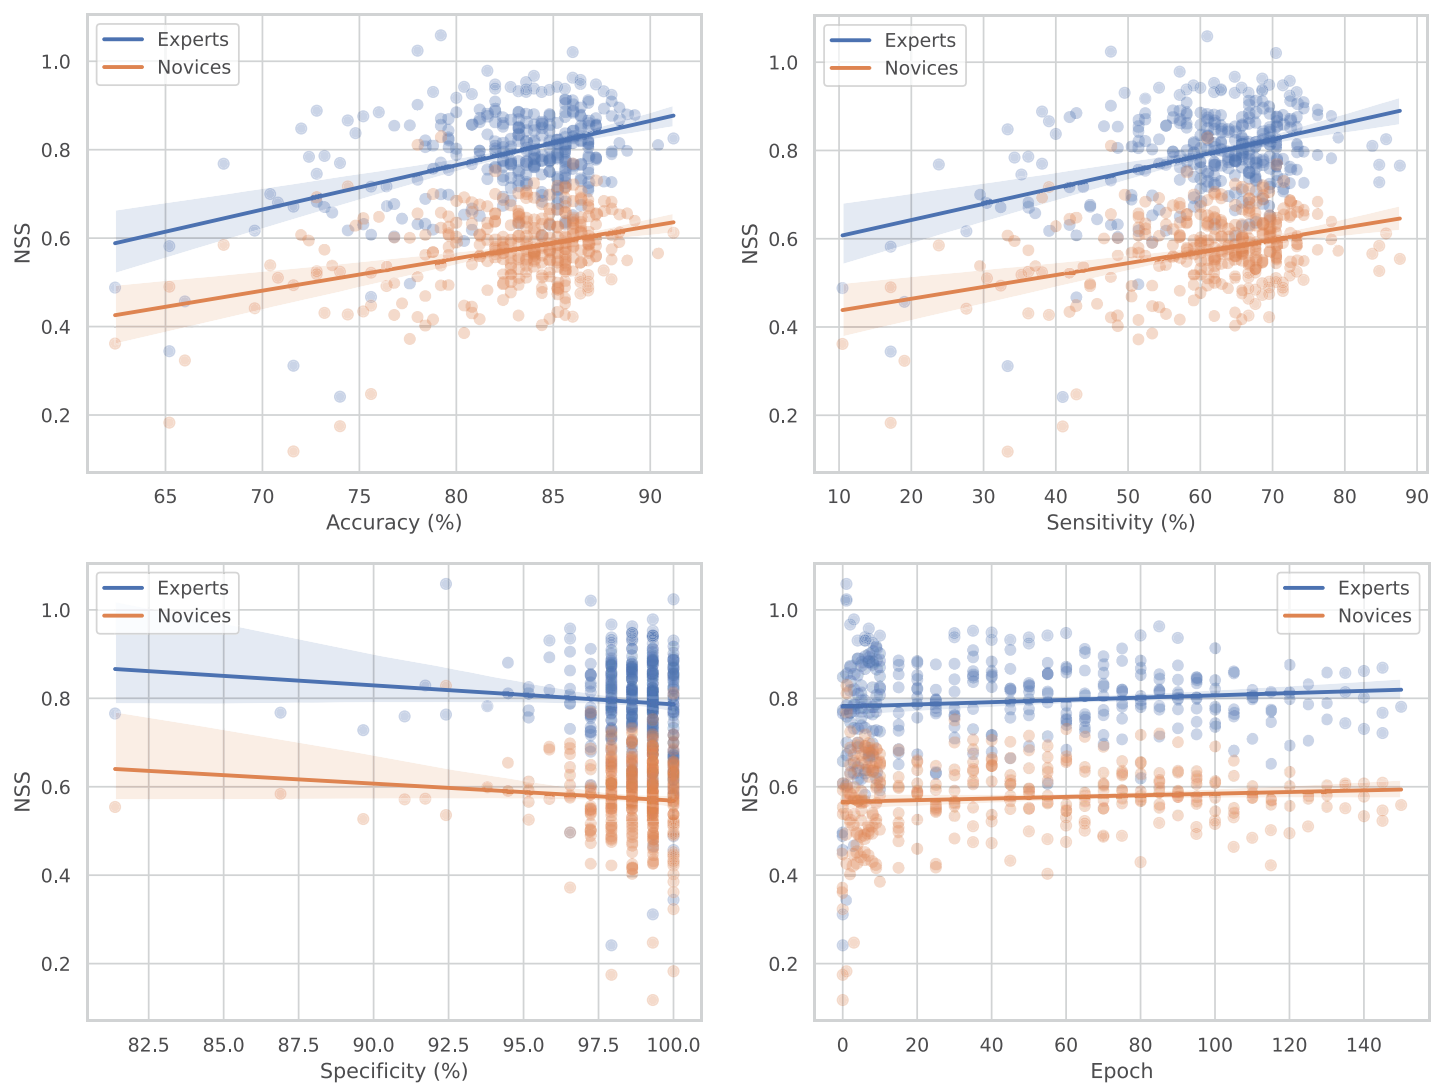 Experts
Novices
1.0
0.8
0.6
0.4
0.2
NSS
65 70 75 80 85 90
Accuracy (%)
Experts
Novices
1.0
0.8
0.6
0.4
0.2
NSS
10 20 30 40 50 60 70 80 90
Sensitivity (%)
Experts
Novices
1.0
0.8
0.6
0.4
0.2
NSS
82.5 85.0 87.5 90.0 92.5 95.0 97.5 100.0
Specificity (%)
Experts
Novices
1.0
0.8
0.6
0.4
0.2
NSS
0 20 40 60 80 100 120 140
Epoch